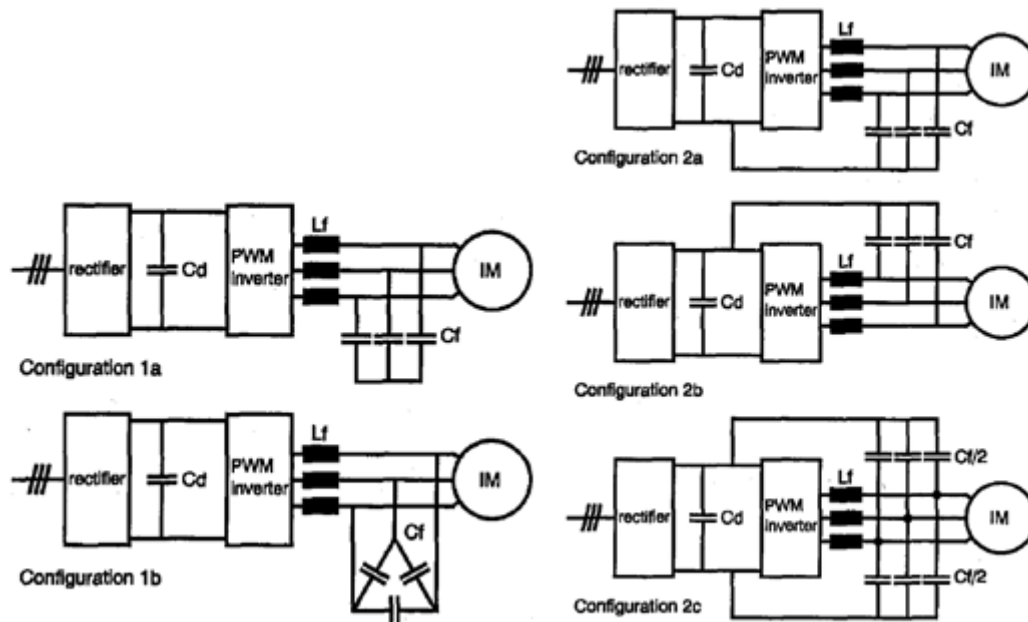 Lf
rectifier
Cd
PWM
inverter
IM
Cf
Configuration 1a
Lf
rectifier
Cd
PWM
inverter
IM
Cf
Configuration 1b
Lf
rectifier
Cd
PWM
inverter
IM
Cf
Configuration 2a
Cf
Lf
rectifier
Cd
PWM
inverter
IM
Configuration 2b
Cf/2
Lf
rectifier
Cd
PWM
inverter
IM
Cf/2
Configuration 2c